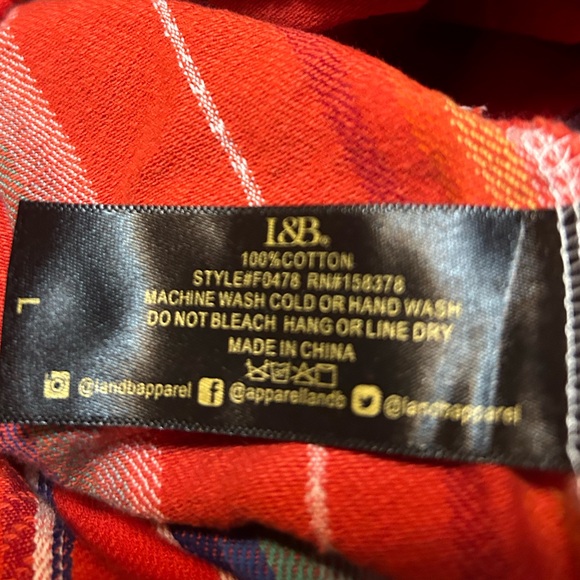 I&B®
100%COTTON
STYLE#F0478 RN#158378
MACHINE WASH COLD OR HAND WASH
DO NOT BLEACH HANG OR LINE DRY
MADE IN CHINA
@landbapparel @apparellandb @landbapparel
L